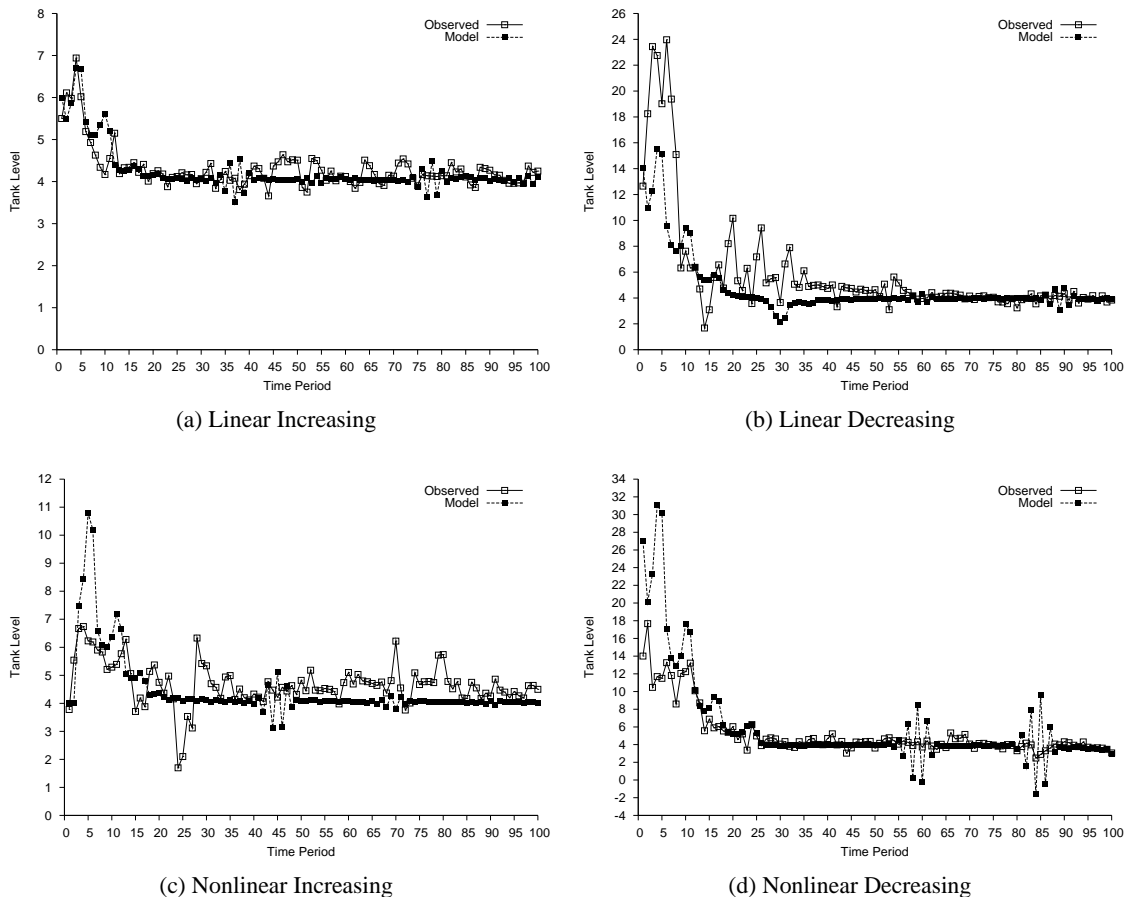 8
7
6
5
4
3
2
1
0
Tank Level
Observed
Model
0 5 10 15 20 25 30 35 40 45 50 55 60 65 70 75 80 85 90 95 100
Time Period
(a) Linear Increasing
26
24
22
20
18
16
14
12
10
8
6
4
2
0
Tank Level
Observed
Model
0 5 10 15 20 25 30 35 40 45 50 55 60 65 70 75 80 85 90 95 100
Time Period
(b) Linear Decreasing
12
11
10
9
8
7
6
5
4
3
2
1
0
Tank Level
Observed
Model
0 5 10 15 20 25 30 35 40 45 50 55 60 65 70 75 80 85 90 95 100
Time Period
(c) Nonlinear Increasing
34
32
30
28
26
24
22
20
18
16
14
12
10
8
6
4
2
0
-2
-4
Tank Level
Observed
Model
0 5 10 15 20 25 30 35 40 45 50 55 60 65 70 75 80 85 90 95 100
Time Period
(d) Nonlinear Decreasing